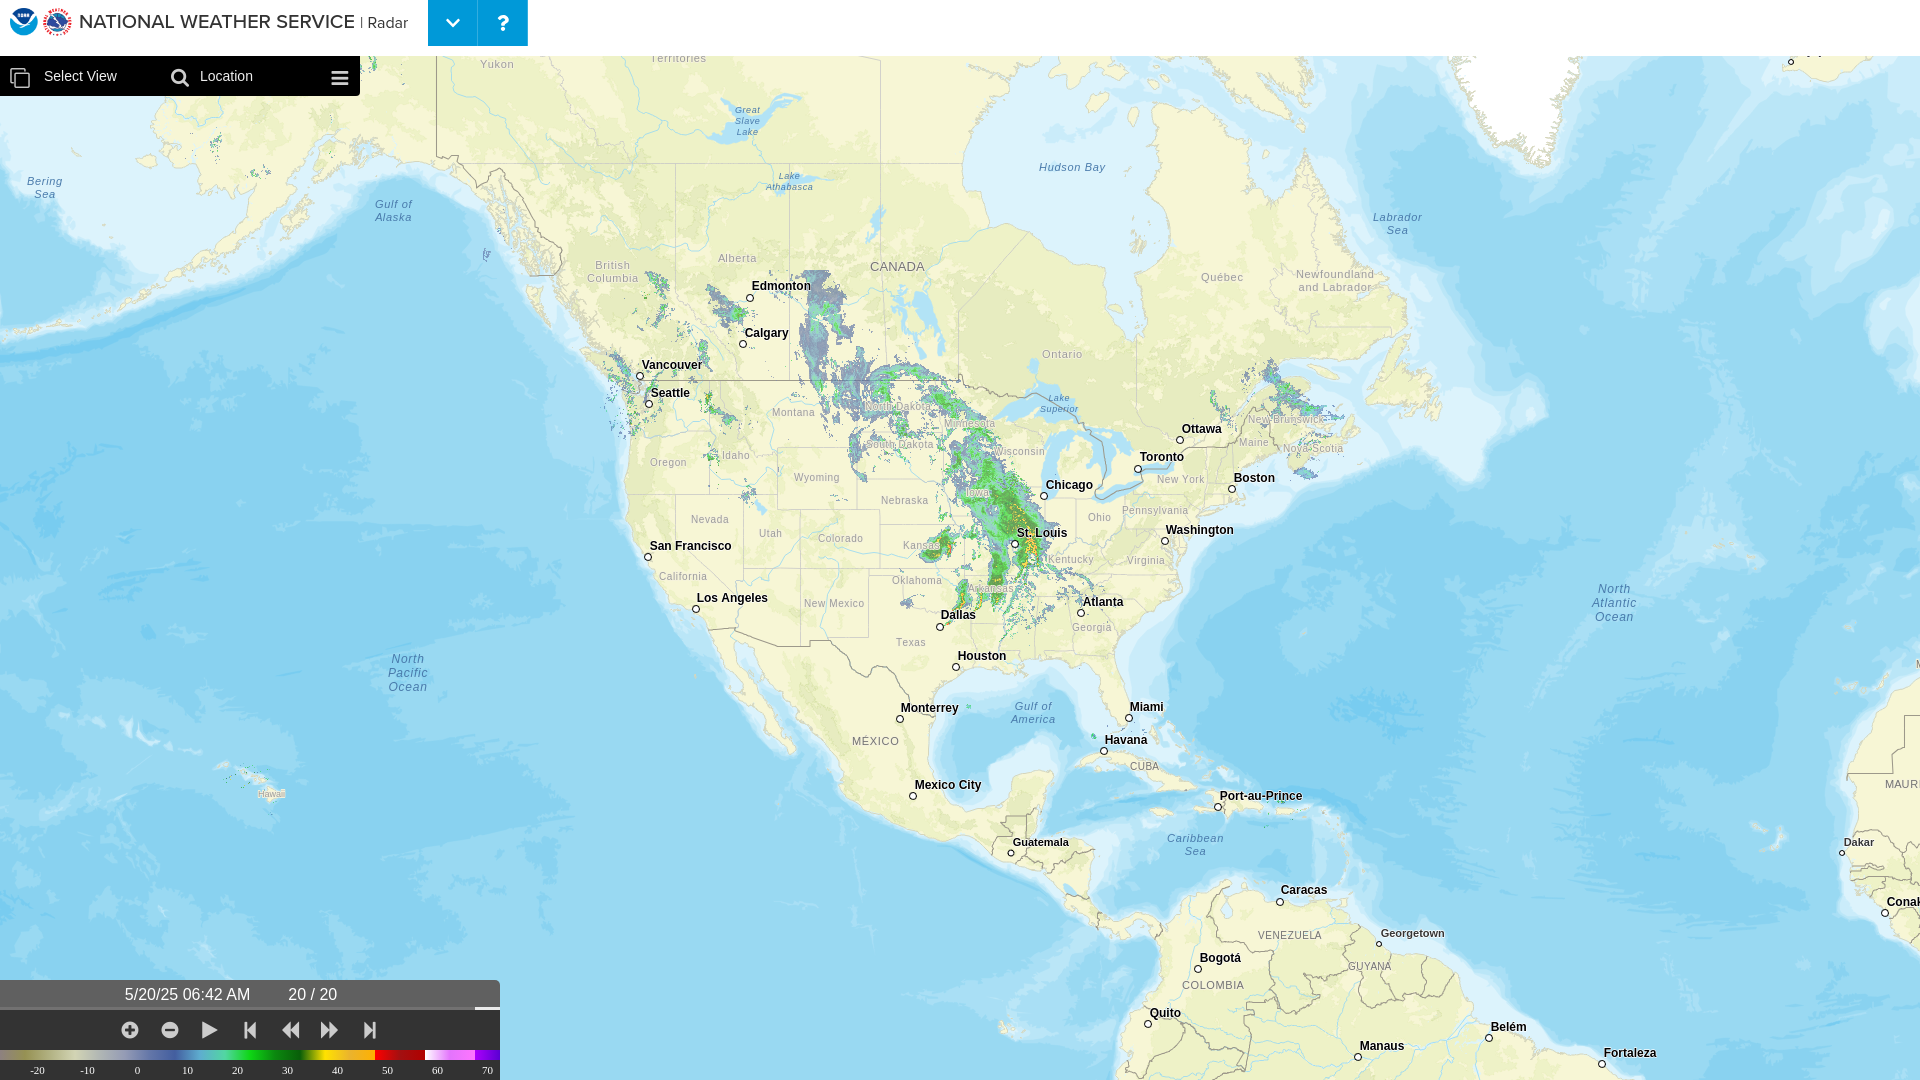 NATIONAL WEATHER SERVICE | Radar
?
Select View
Location
Yukon
Territories
Great
Slave
Lake
Hudson Bay
Lake
Athabasca
Bering
Sea
Gulf of
Alaska
Labrador
Sea
British
Columbia
Alberta
CANADA
Québec
Newfoundland
and Labrador
Edmonton
Calgary
Ontario
Vancouver
Seattle
Lake
Superior
Montana
North Dakota
Minnesota
New Brunswick
Ottawa
South Dakota
Wisconsin
Maine
Nova Scotia
Oregon
Idaho
Toronto
Wyoming
New York
Boston
Chicago
Iowa
Nebraska
Pennsylvania
Ohio
Nevada
Utah
Colorado
St. Louis
Washington
San Francisco
Kansas
Kentucky
Virginia
California
Oklahoma
Arkansas
Los Angeles
New Mexico
Atlanta
Dallas
Georgia
Texas
North
Atlantic
Ocean
Houston
North
Pacific
Ocean
Monterrey
Gulf of
America
Miami
MÉXICO
Havana
CUBA
Mexico City
Hawaii
Port-au-Prince
MAURI
Guatemala
Caribbean
Sea
Dakar
Caracas
Conak
VENEZUELA
Georgetown
Bogotá
GUYANA
COLOMBIA
Quito
Belém
Manaus
Fortaleza
5/20/25 06:42 AM
20 / 20
-20 -10 0 10 20 30 40 50 60 70